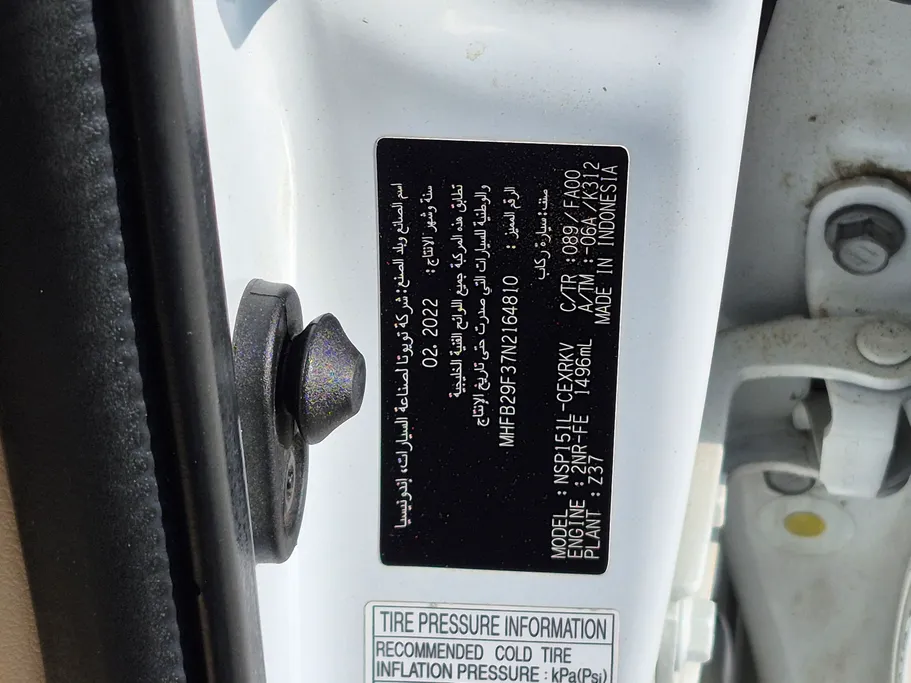 اسم الصانع وبلد الصنع: شركة تويوتا لصناعة السيارات، إندونيسيا
سنة وشهر الانتاج: 02. 2022
تطابق هذه المركبة جميع اللوائح الفنية الخليجية
والوطنية للسيارات التي صدرت حتى تاريخ الإنتاج
الرقم المميز : MHFB29F37N2164810
صنف: سيارة ركاب
MODEL : NSP151L-CEXRKV C/TR :089/FA00
ENGINE : 2NR-FE 1496mL A/TM :-06A/K312
PLANT : Z37 MADE IN INDONESIA
TIRE PRESSURE INFORMATION
RECOMMENDED COLD TIRE
INFLATION PRESSURE : kPa(Psi)